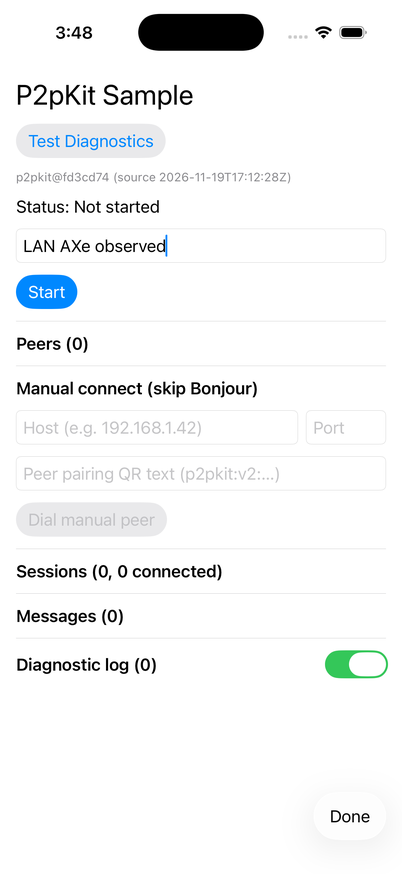 3:48
P2pKit Sample
Test Diagnostics
p2pkit@fd3cd74 (source 2026-11-19T17:12:28Z)
Status: Not started
LAN AXe observed
Start
Peers (0)
Manual connect (skip Bonjour)
Host (e.g. 192.168.1.42) Port
Peer pairing QR text (p2pkit:v2:...)
Dial manual peer
Sessions (0, 0 connected)
Messages (0)
Diagnostic log (0)
Done